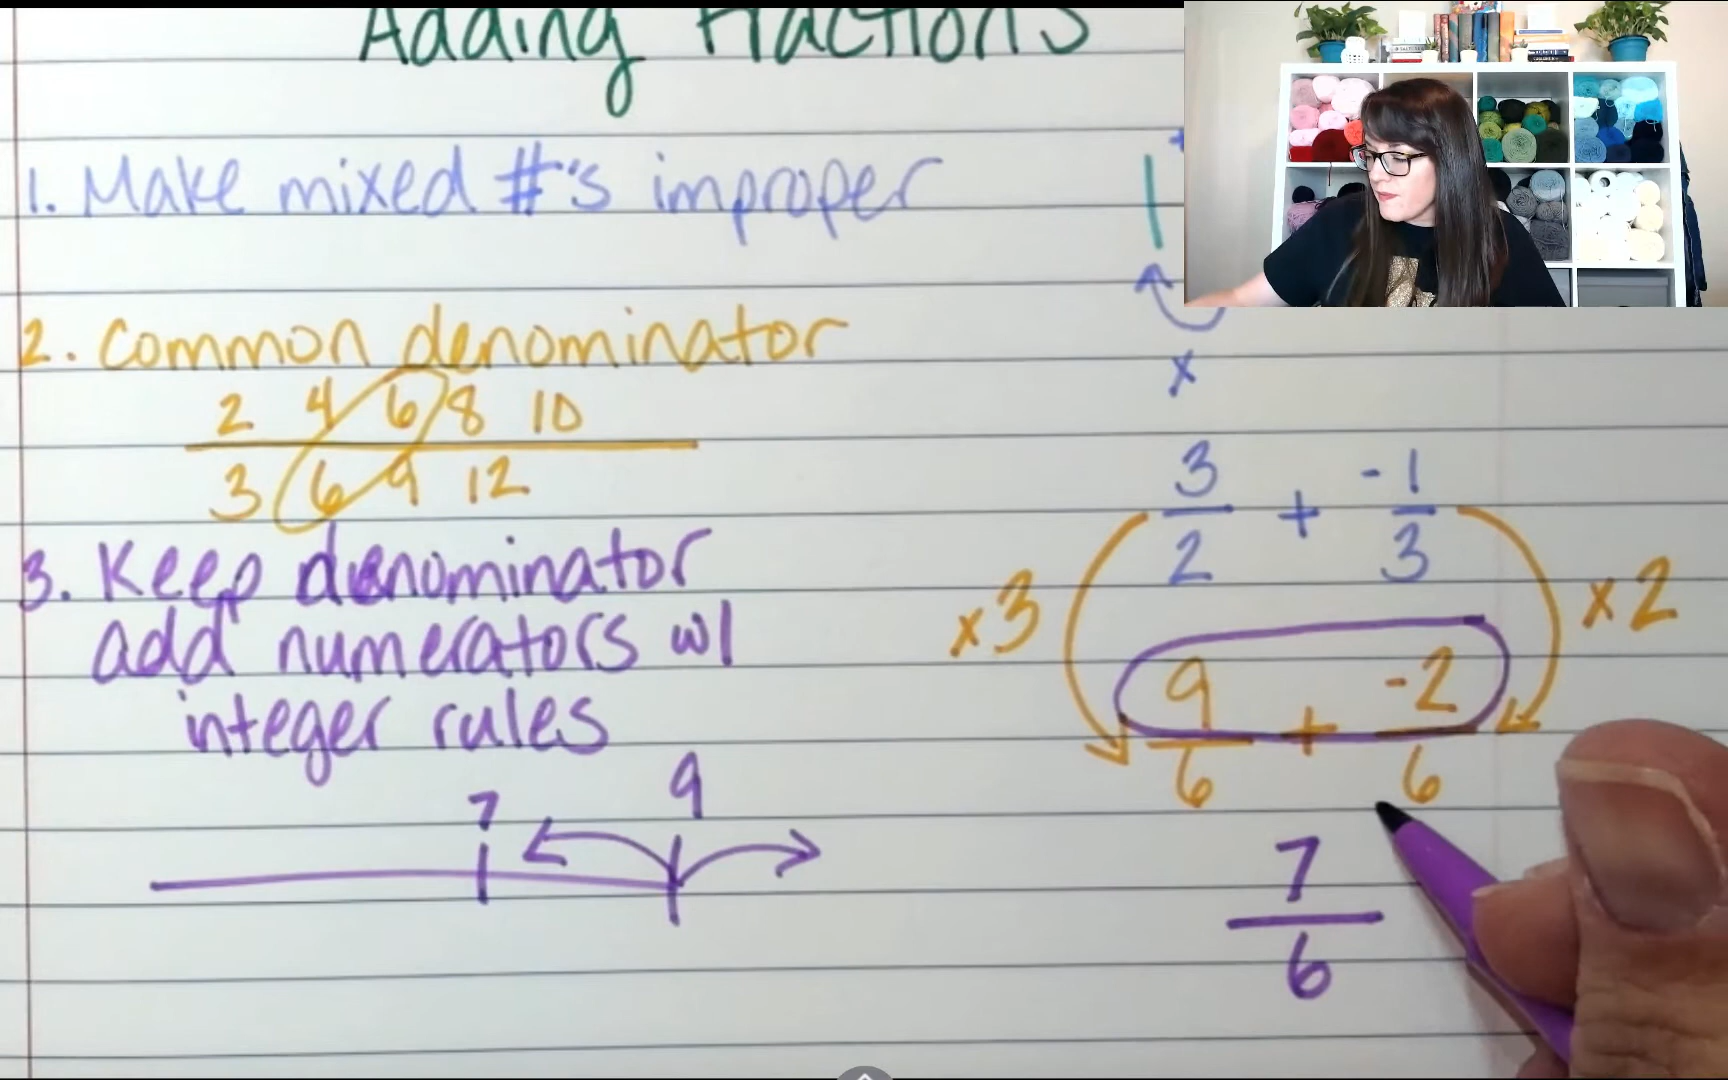 Adding Fractions
1. Make mixed #'s improper
1
x
2. Common denominator
2 4 6 8 10
3 6 9 12
3/2 + -1/3
x3
x2
9/6 + -2/6
7/6
3. Keep denominator
add numerators w/
integer rules
7 9